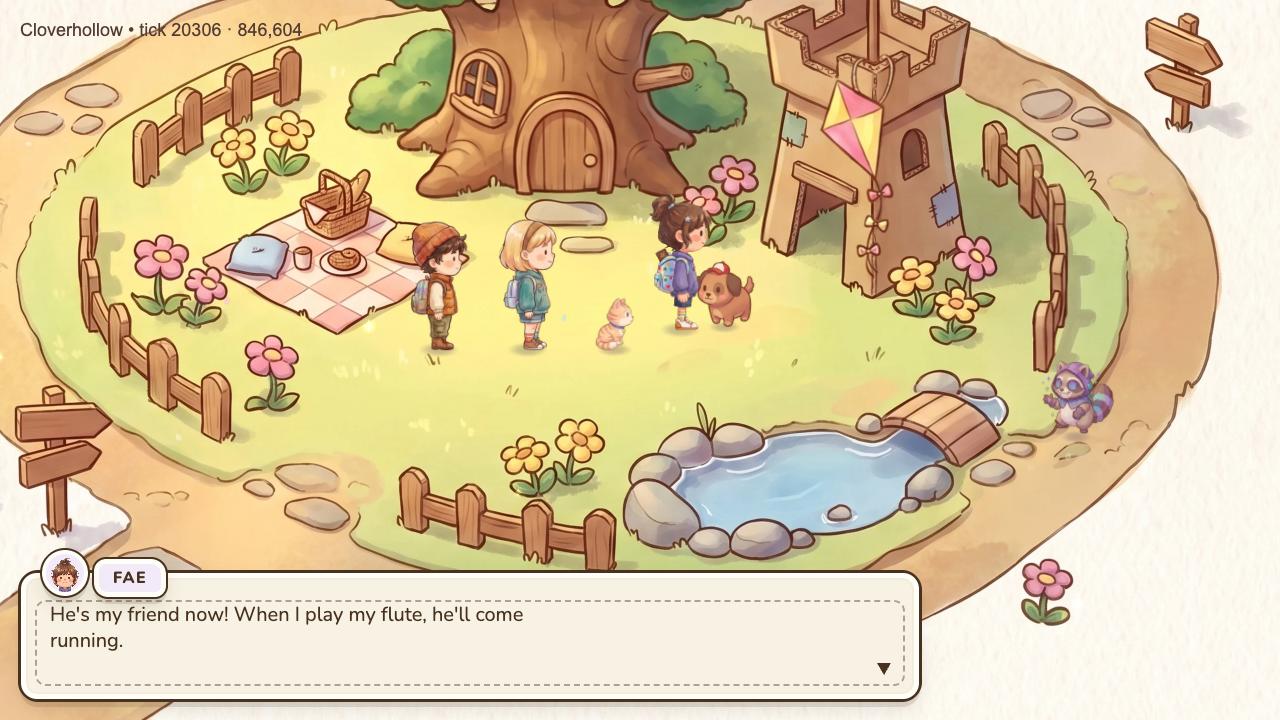 Cloverhollow • tick 20306 · 846,604
FAE
He's my friend now! When I play my flute, he'll come
running.